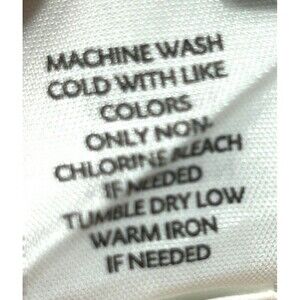 MACHINE WASH
COLD WITH LIKE
COLORS
ONLY NON-
CHLORINE BLEACH
IF NEEDED
TUMBLE DRY LOW
WARM IRON
IF NEEDED